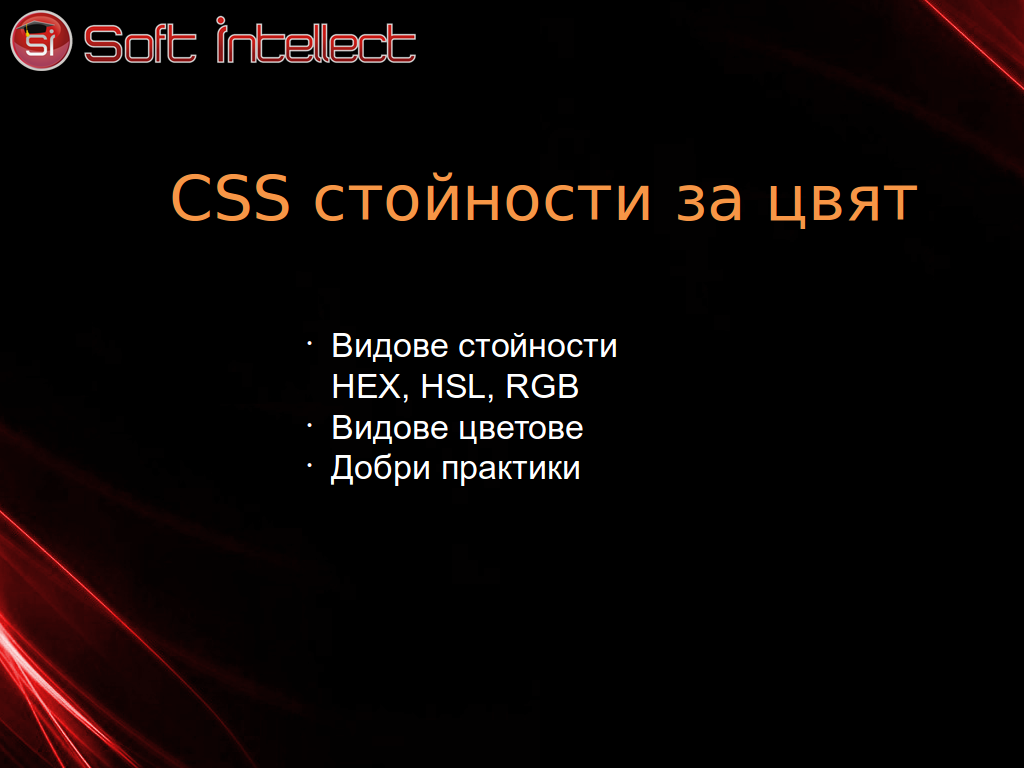 Si Soft Intellect
CSS стойности за цвят
· Видове стойности
HEX, HSL, RGB
· Видове цветове
· Добри практики